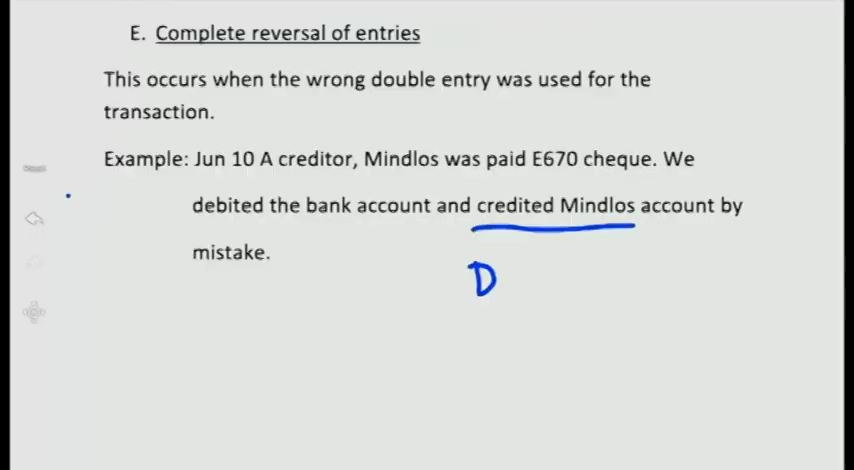 E. Complete reversal of entries
This occurs when the wrong double entry was used for the
transaction.
Example: Jun 10 A creditor, Mindlos was paid E670 cheque. We
debited the bank account and credited Mindlos account by
mistake.
D